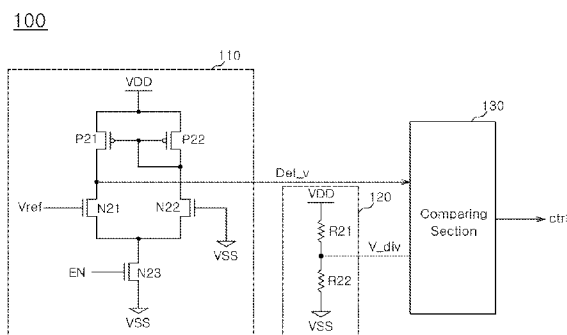 100
110
VDD
P21
P22
130
Det_v
Vref
N21
N22
VDD
120
Comparing
Section
R21
VSS
V_div
EN
N23
R22
VSS
VSS